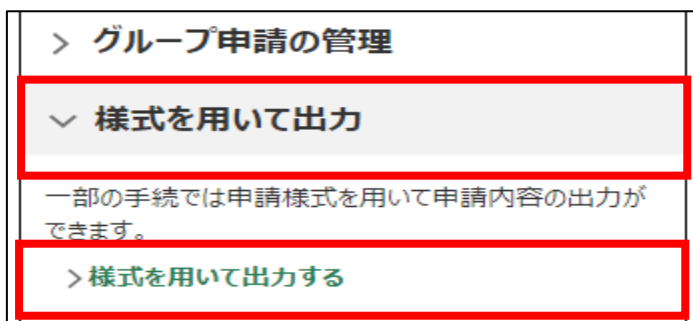 > グループ申請の管理
﹀ 様式を用いて出力
一部の手続では申請様式を用いて申請内容の出力が
できます。
>様式を用いて出力する